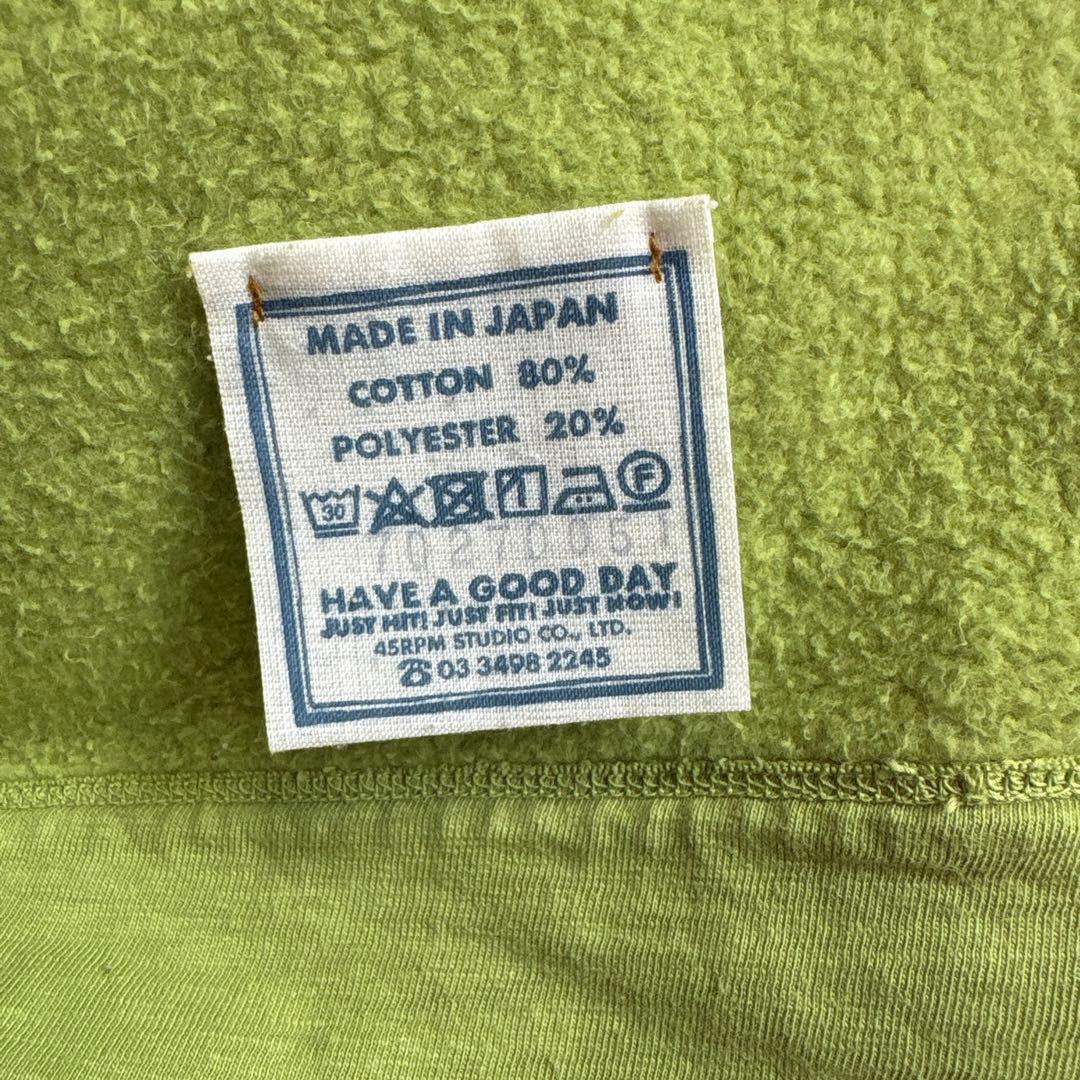 MADE IN JAPAN
COTTON 80%
POLYESTER 20%
30 F
HAVE A GOOD DAY
JUST HIT! JUST FIT! JUST NOW!
45RPM STUDIO CO., LTD.
☎ 03 3498 2245